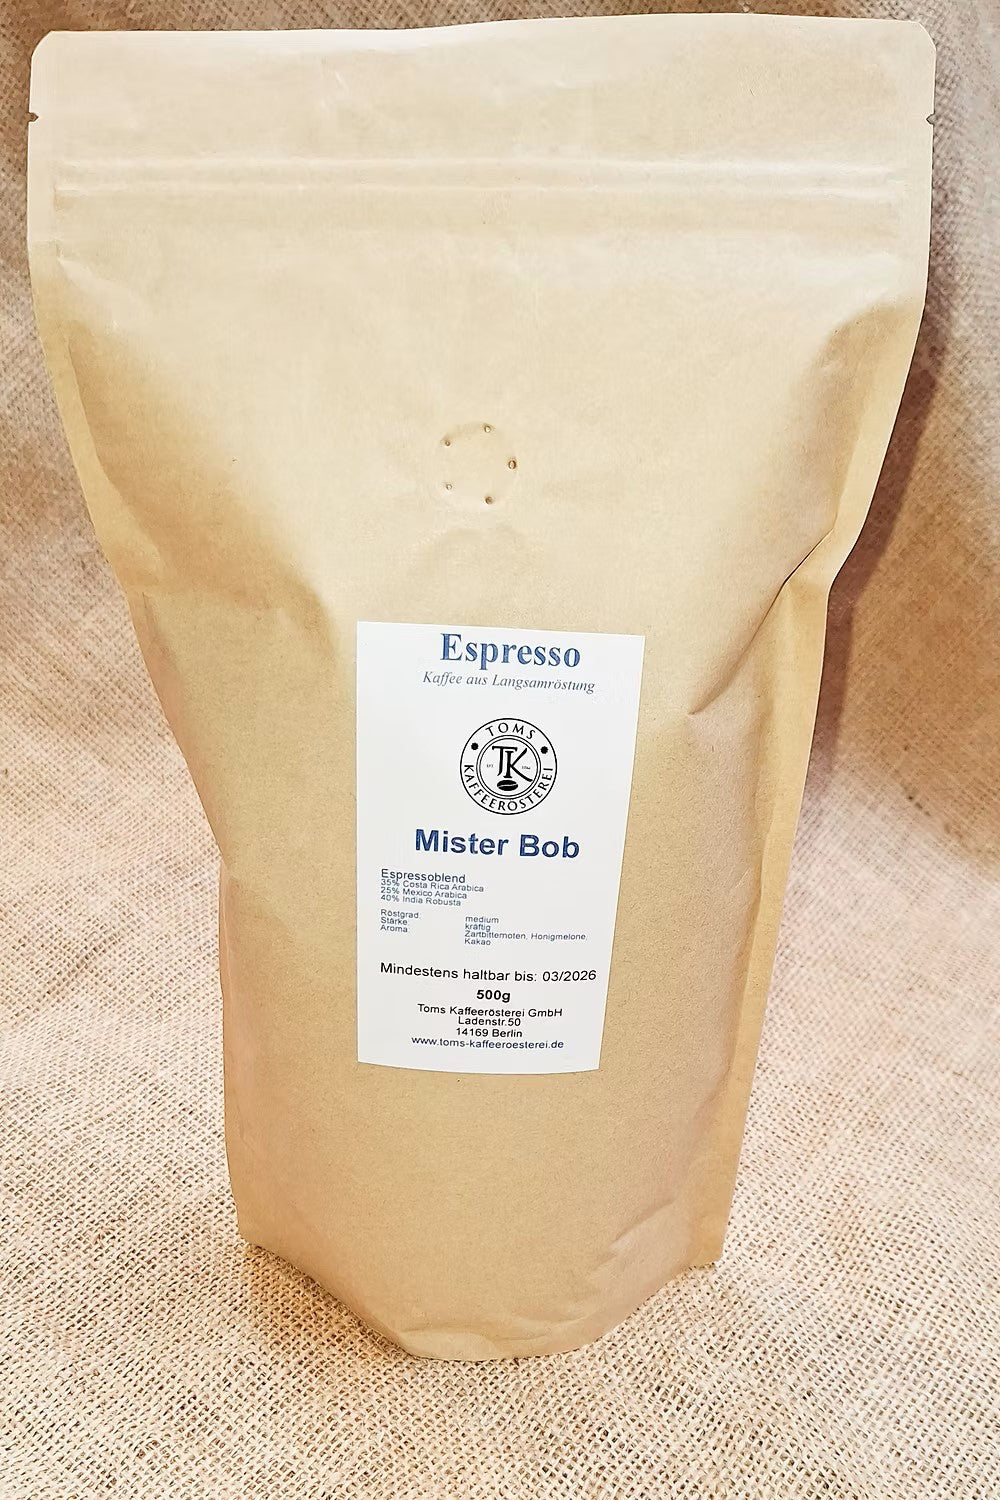 Espresso
Kaffee aus Langsamröstung
TOMS
TK
KAFFEERÖSTEREI
Mister Bob
Espressoblend
35% Costa Rica Arabica
25% Mexico Arabica
40% India Robusta
Röstgrad: medium
Stärke: kräftig
Aroma: Zartbitternoten, Honigmelone,
Kakao
Mindestens haltbar bis: 03/2026
500g
Toms Kaffeerösterei GmbH
Ladenstr.50
14169 Berlin
www.toms-kaffeeroesterei.de